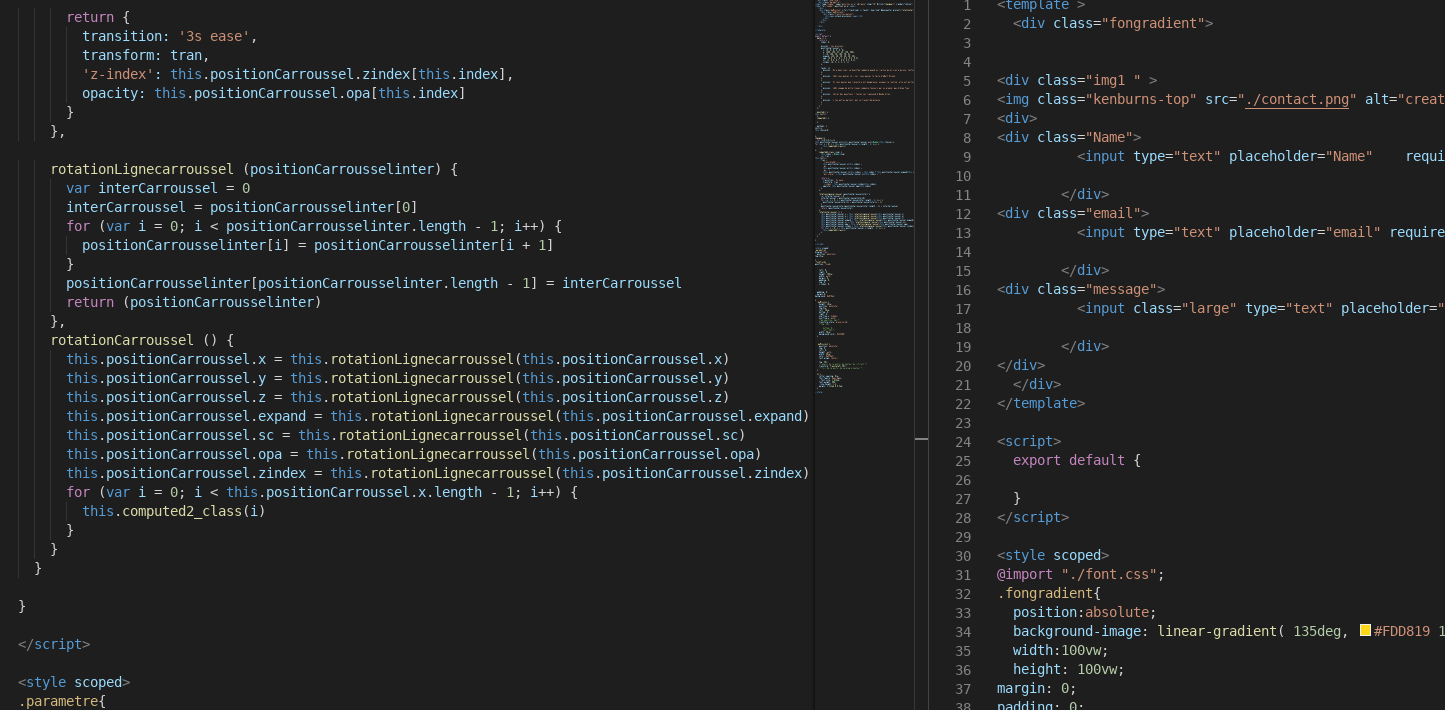 return {
transition: '3s ease',
transform: tran,
'z-index': this.positionCarroussel.zindex[this.index],
opacity: this.positionCarroussel.opa[this.index]
}
},
rotationLignecarroussel (positionCarrousselinter) {
var interCarroussel = 0
interCarroussel = positionCarrousselinter[0]
for (var i = 0; i < positionCarrousselinter.length - 1; i++) {
positionCarrousselinter[i] = positionCarrousselinter[i + 1]
}
positionCarrousselinter[positionCarrousselinter.length - 1] = interCarroussel
return (positionCarrousselinter)
},
rotationCarroussel () {
this.positionCarroussel.x = this.rotationLignecarroussel(this.positionCarroussel.x)
this.positionCarroussel.y = this.rotationLignecarroussel(this.positionCarroussel.y)
this.positionCarroussel.z = this.rotationLignecarroussel(this.positionCarroussel.z)
this.positionCarroussel.expand = this.rotationLignecarroussel(this.positionCarroussel.expand)
this.positionCarroussel.sc = this.rotationLignecarroussel(this.positionCarroussel.sc)
this.positionCarroussel.opa = this.rotationLignecarroussel(this.positionCarroussel.opa)
this.positionCarroussel.zindex = this.rotationLignecarroussel(this.positionCarroussel.zindex)
for (var i = 0; i < this.positionCarroussel.x.length - 1; i++) {
this.computed2_class(i)
}
}
}
}
</script>
<style scoped>
.parametre{
1 <template >
2 <div class="fongradient">
3
4
5 <div class="img1 " >
6 <img class="kenburns-top" src="./contact.png" alt="creat
7 <div>
8 <div class="Name">
9 <input type="text" placeholder="Name" requi
10
11 </div>
12 <div class="email">
13 <input type="text" placeholder="email" require
14
15 </div>
16 <div class="message">
17 <input class="large" type="text" placeholder="
18
19 </div>
20 </div>
21 </div>
22 </template>
23
24 <script>
25 export default {
26
27 }
28 </script>
29
30 <style scoped>
31 @import "./font.css";
32 .fongradient{
33 position:absolute;
34 background-image: linear-gradient( 135deg, #FDD819 1
35 width:100vw;
36 height: 100vw;
37 margin: 0;
38 padding: 0;